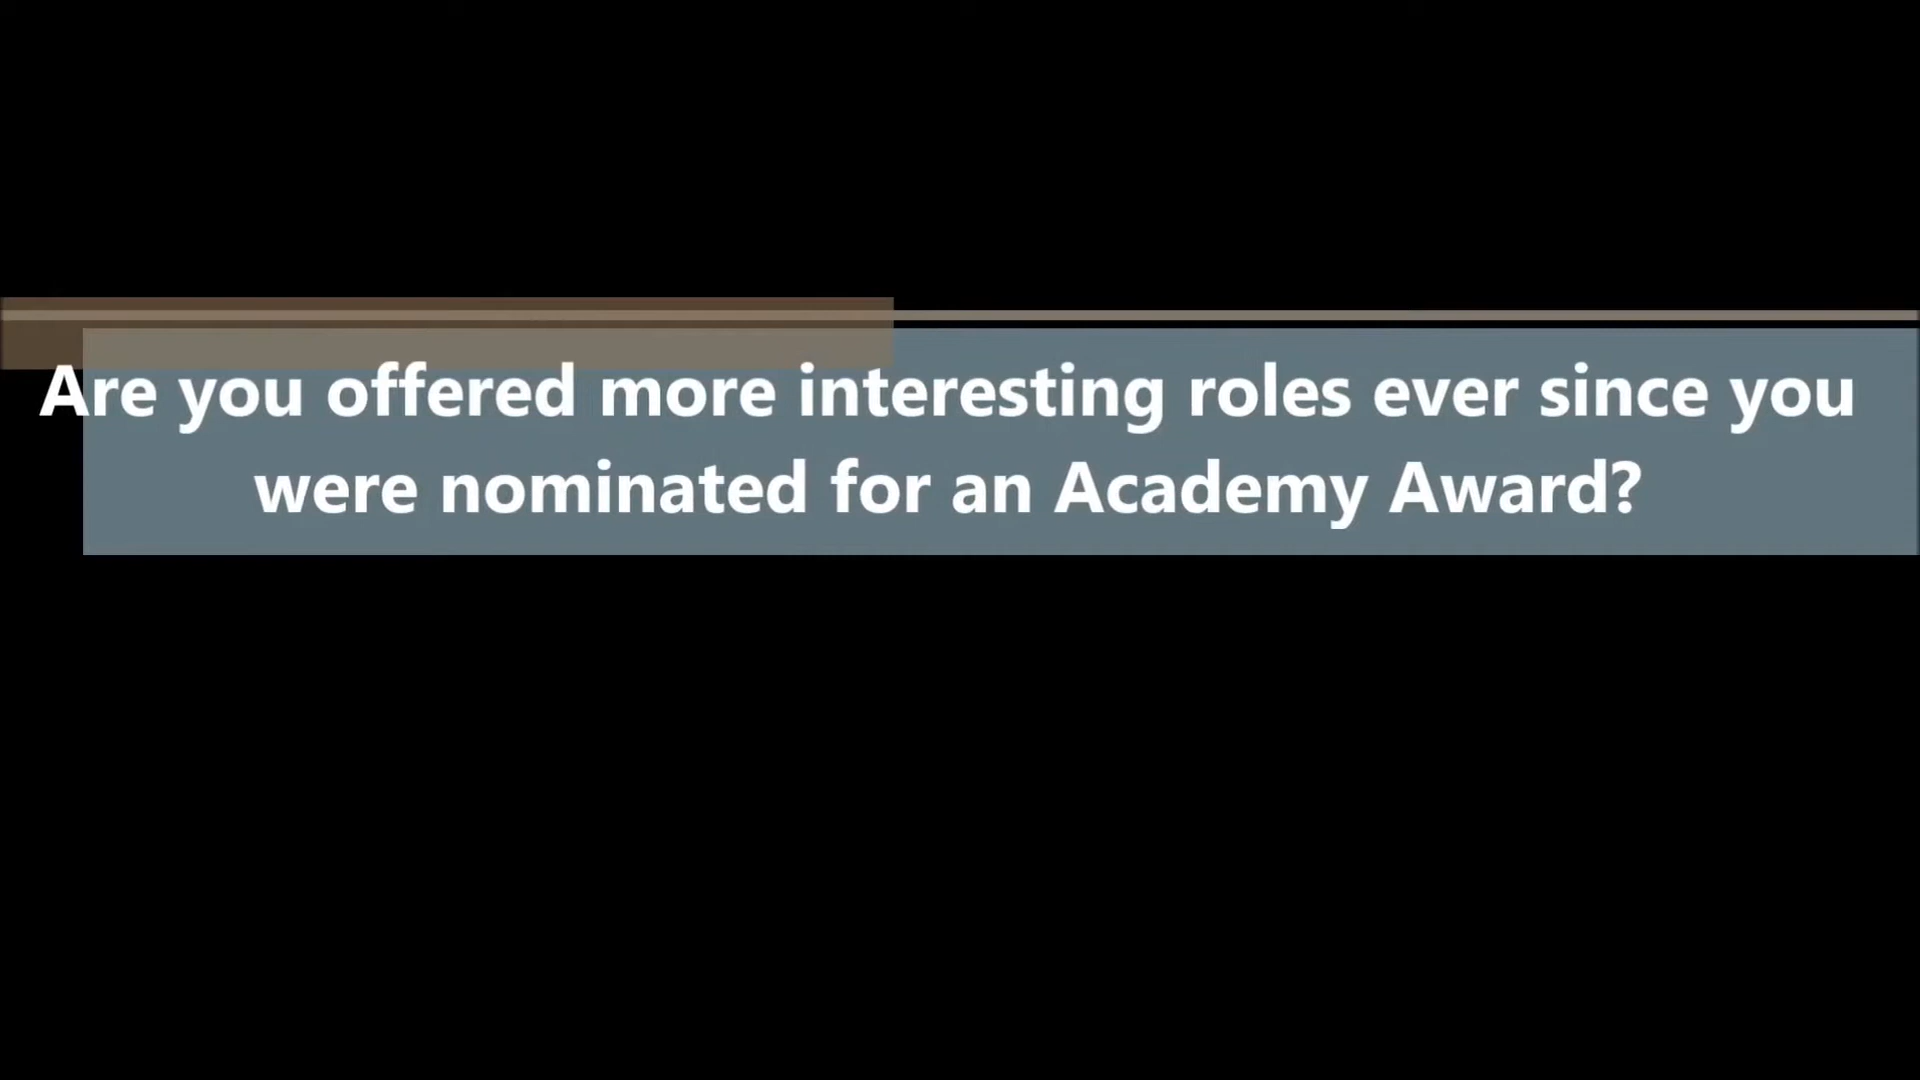 Are you offered more interesting roles ever since you
were nominated for an Academy Award?